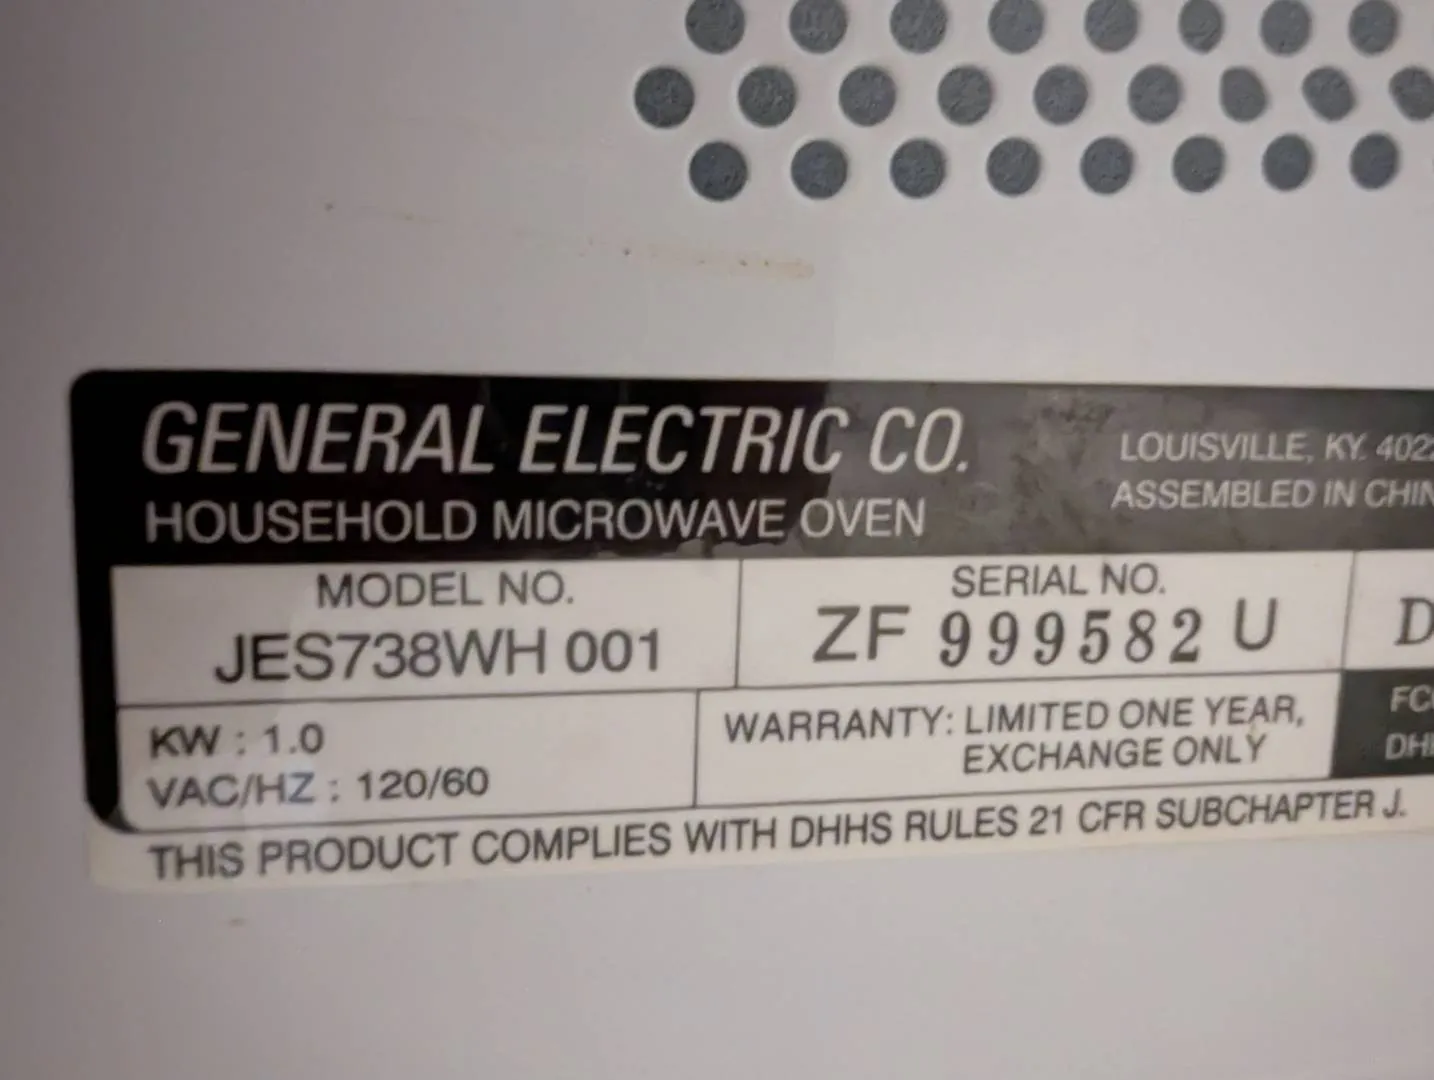 GENERAL ELECTRIC CO.
HOUSEHOLD MICROWAVE OVEN
LOUISVILLE, KY.
ASSEMBLED IN
MODEL NO.
JES738WH 001
SERIAL NO.
ZF 999582 U
KW : 1.0
VAC/HZ : 120/60
WARRANTY: LIMITED ONE YEAR,
EXCHANGE ONLY
THIS PRODUCT COMPLIES WITH DHHS RULES 21 CFR SUBCHAPTER J.